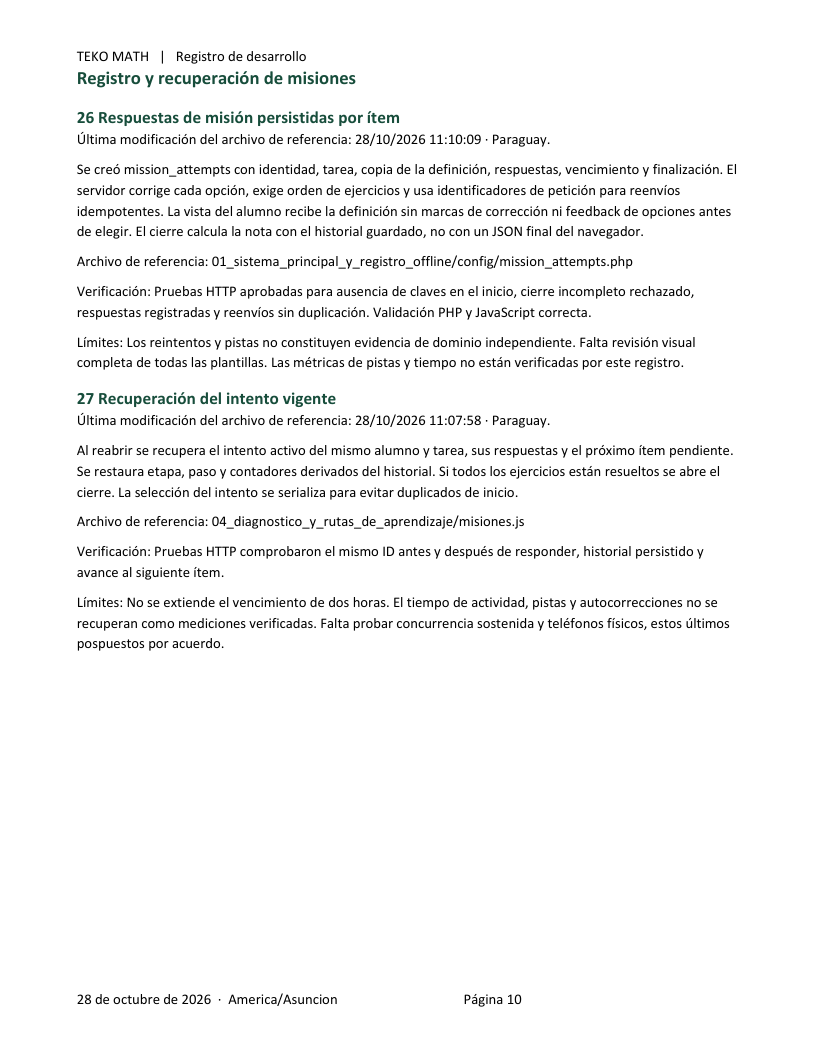 TEKO MATH | Registro de desarrollo
Registro y recuperación de misiones
26 Respuestas de misión persistidas por ítem
Última modificación del archivo de referencia: 28/10/2026 11:10:09 · Paraguay.
Se creó mission_attempts con identidad, tarea, copia de la definición, respuestas, vencimiento y finalización. El
servidor corrige cada opción, exige orden de ejercicios y usa identificadores de petición para reenvíos
idempotentes. La vista del alumno recibe la definición sin marcas de corrección ni feedback de opciones antes
de elegir. El cierre calcula la nota con el historial guardado, no con un JSON final del navegador.
Archivo de referencia: 01_sistema_principal_y_registro_offline/config/mission_attempts.php
Verificación: Pruebas HTTP aprobadas para ausencia de claves en el inicio, cierre incompleto rechazado,
respuestas registradas y reenvíos sin duplicación. Validación PHP y JavaScript correcta.
Límites: Los reintentos y pistas no constituyen evidencia de dominio independiente. Falta revisión visual
completa de todas las plantillas. Las métricas de pistas y tiempo no están verificadas por este registro.
27 Recuperación del intento vigente
Última modificación del archivo de referencia: 28/10/2026 11:07:58 · Paraguay.
Al reabrir se recupera el intento activo del mismo alumno y tarea, sus respuestas y el próximo ítem pendiente.
Se restaura etapa, paso y contadores derivados del historial. Si todos los ejercicios están resueltos se abre el
cierre. La selección del intento se serializa para evitar duplicados de inicio.
Archivo de referencia: 04_diagnostico_y_rutas_de_aprendizaje/misiones.js
Verificación: Pruebas HTTP comprobaron el mismo ID antes y después de responder, historial persistido y
avance al siguiente ítem.
Límites: No se extiende el vencimiento de dos horas. El tiempo de actividad, pistas y autocorrecciones no se
recuperan como mediciones verificadas. Falta probar concurrencia sostenida y teléfonos físicos, estos últimos
pospuestos por acuerdo.
28 de octubre de 2026 · America/Asuncion Página 10